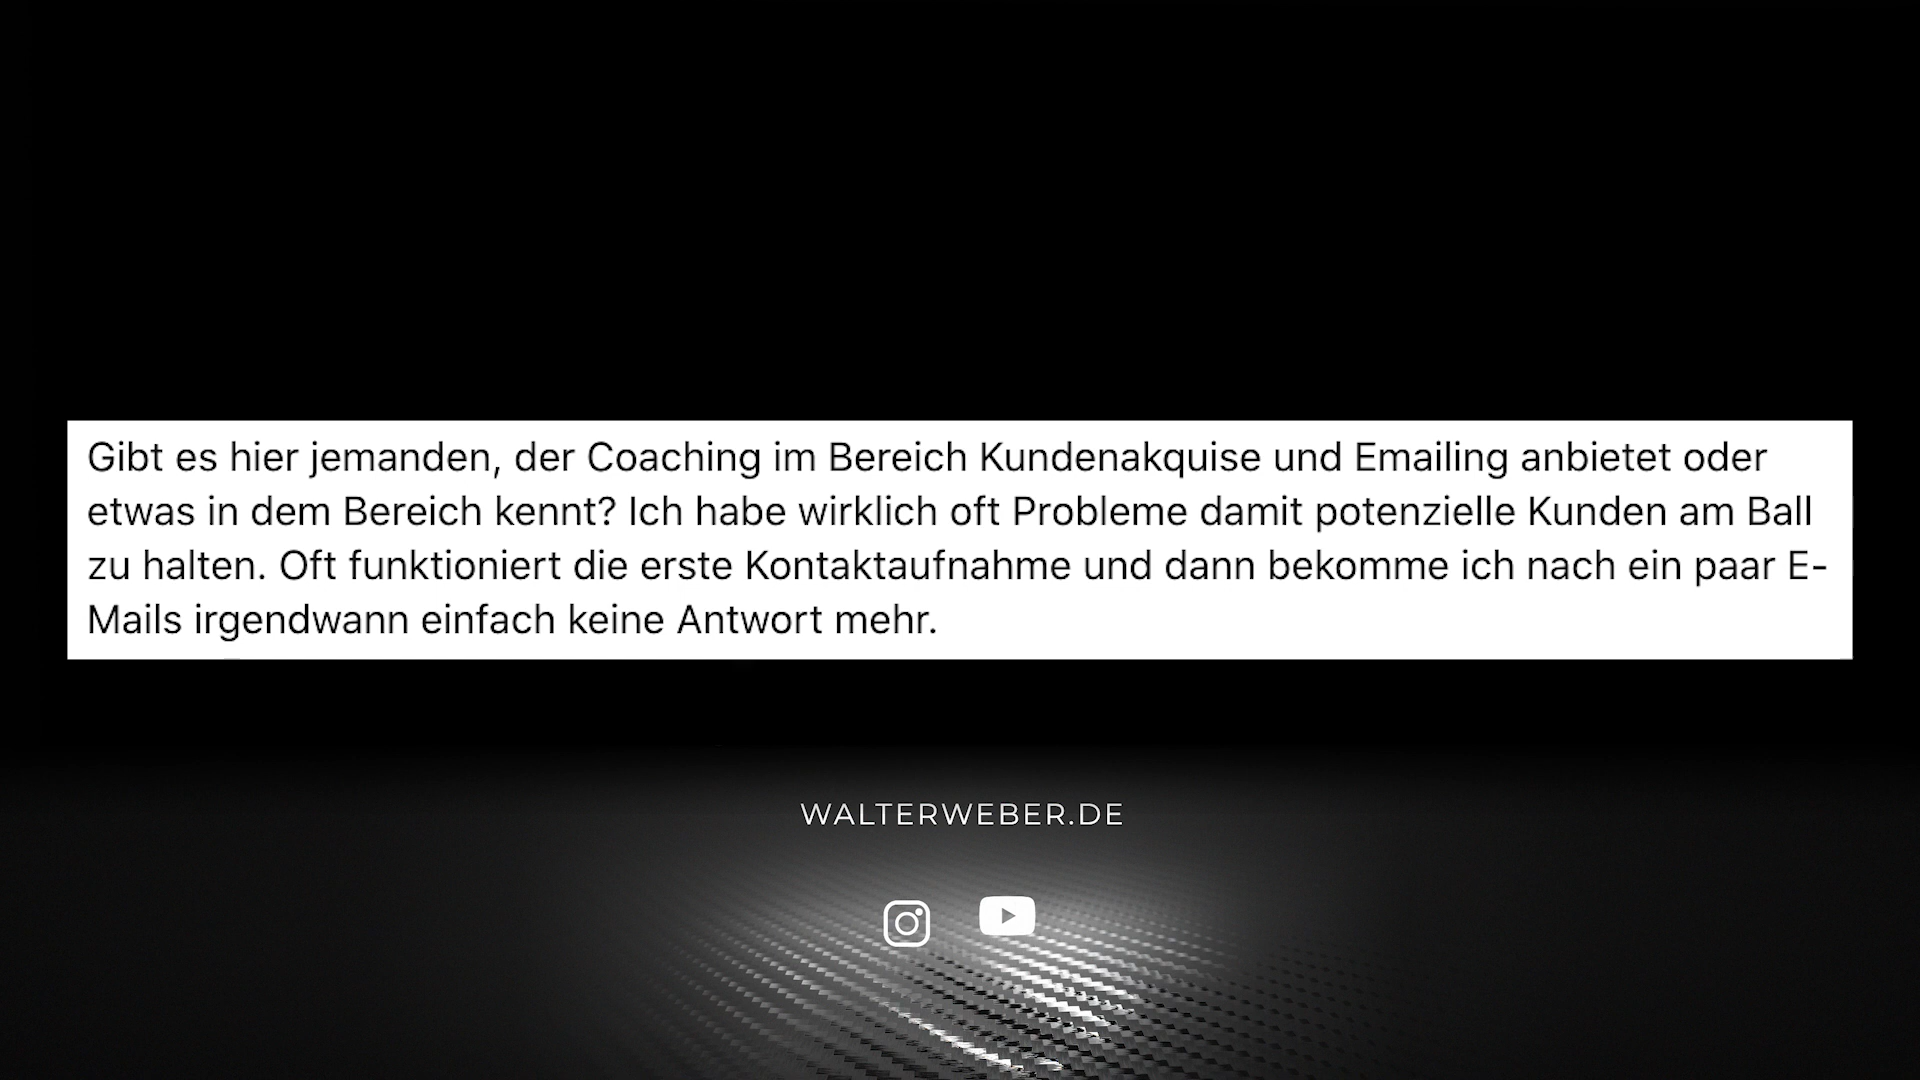 Gibt es hier jemanden, der Coaching im Bereich Kundenakquise und Emailing anbietet oder
etwas in dem Bereich kennt? Ich habe wirklich oft Probleme damit potenzielle Kunden am Ball
zu halten. Oft funktioniert die erste Kontaktaufnahme und dann bekomme ich nach ein paar E-
Mails irgendwann einfach keine Antwort mehr.
WALTERWEBER.DE